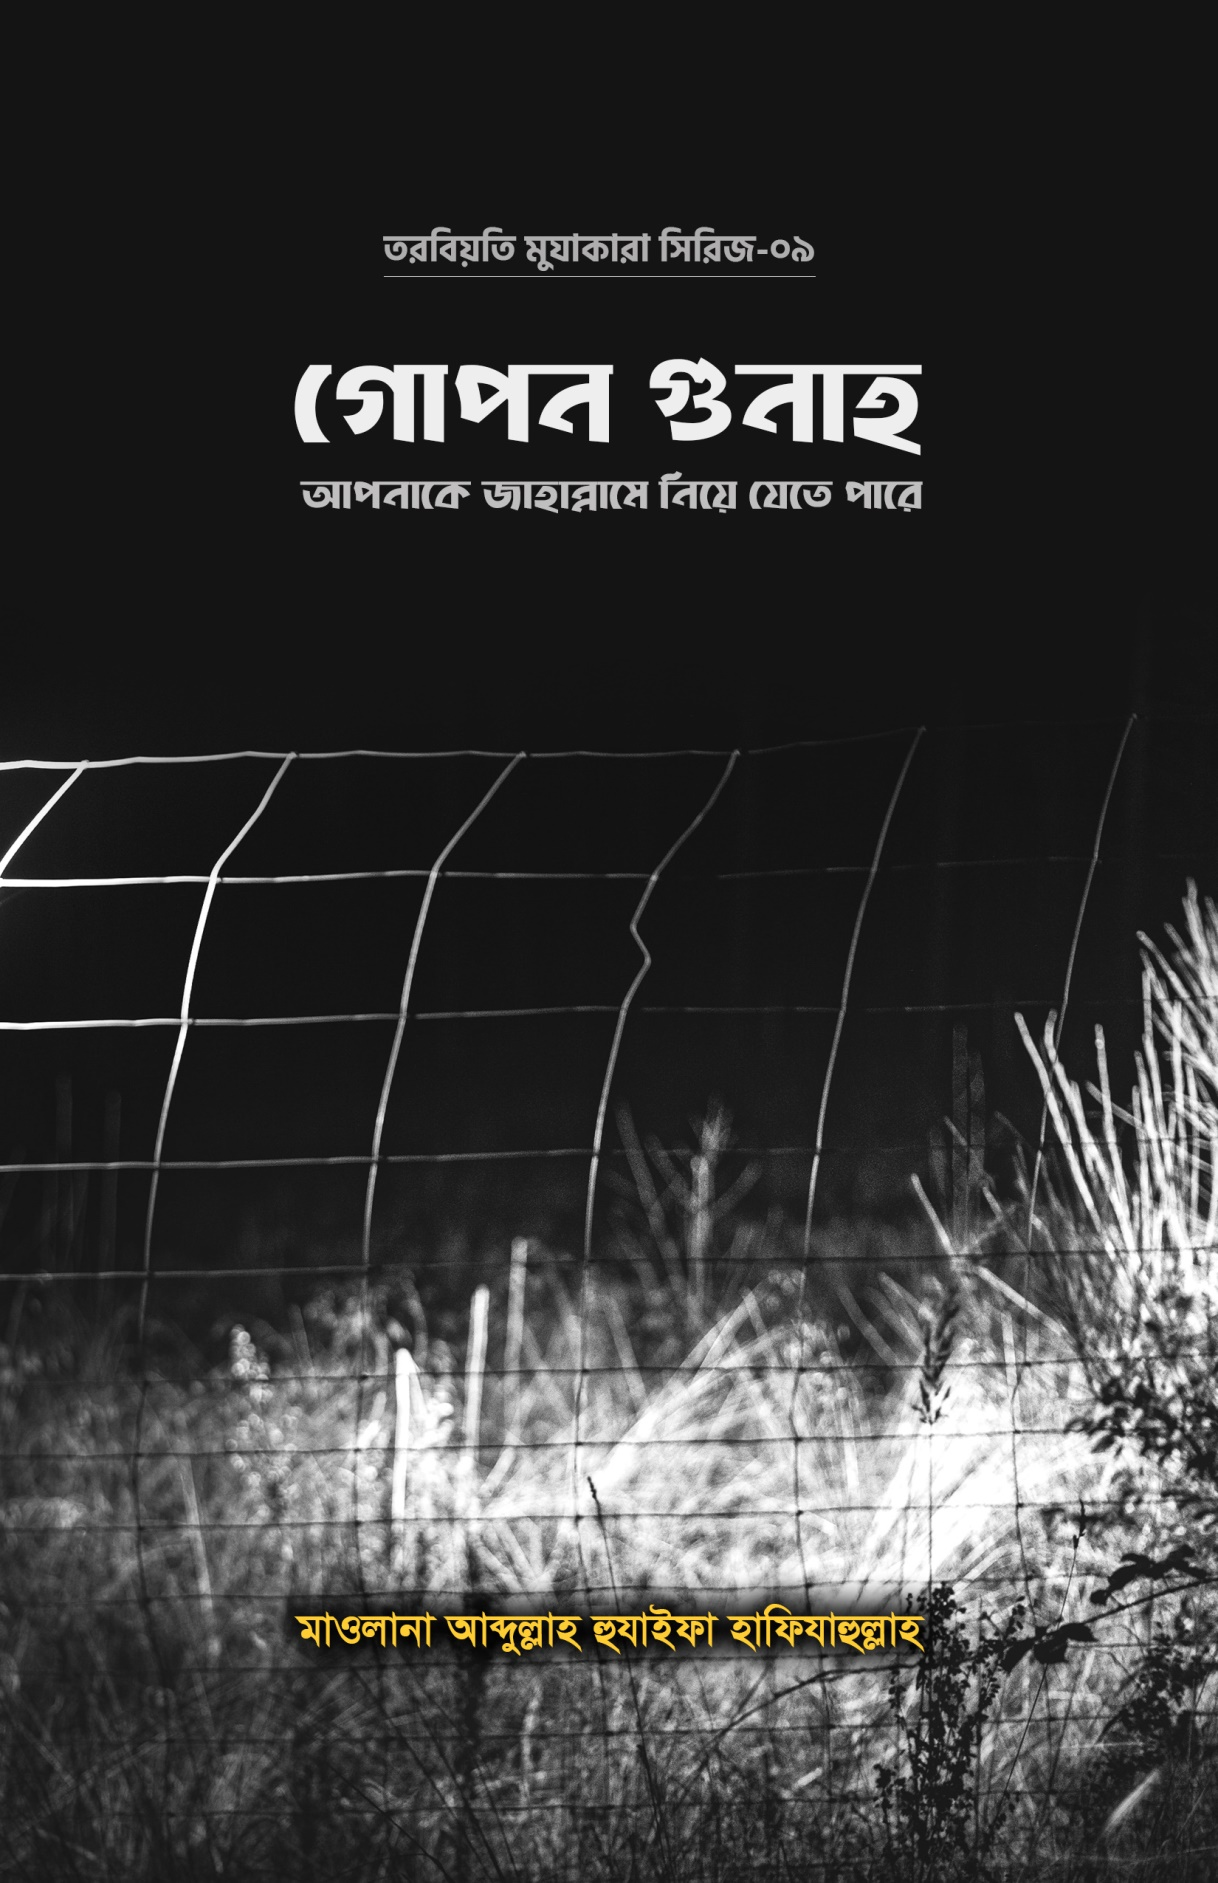 তরবিয়তি মুযাকারা সিরিজ-০৯
গোপন গুনাহ
আপনাকে জাহান্নামে নিয়ে যেতে পারে
মাওলানা আব্দুল্লাহ হুযাইফা হাফিযাহুল্লাহ